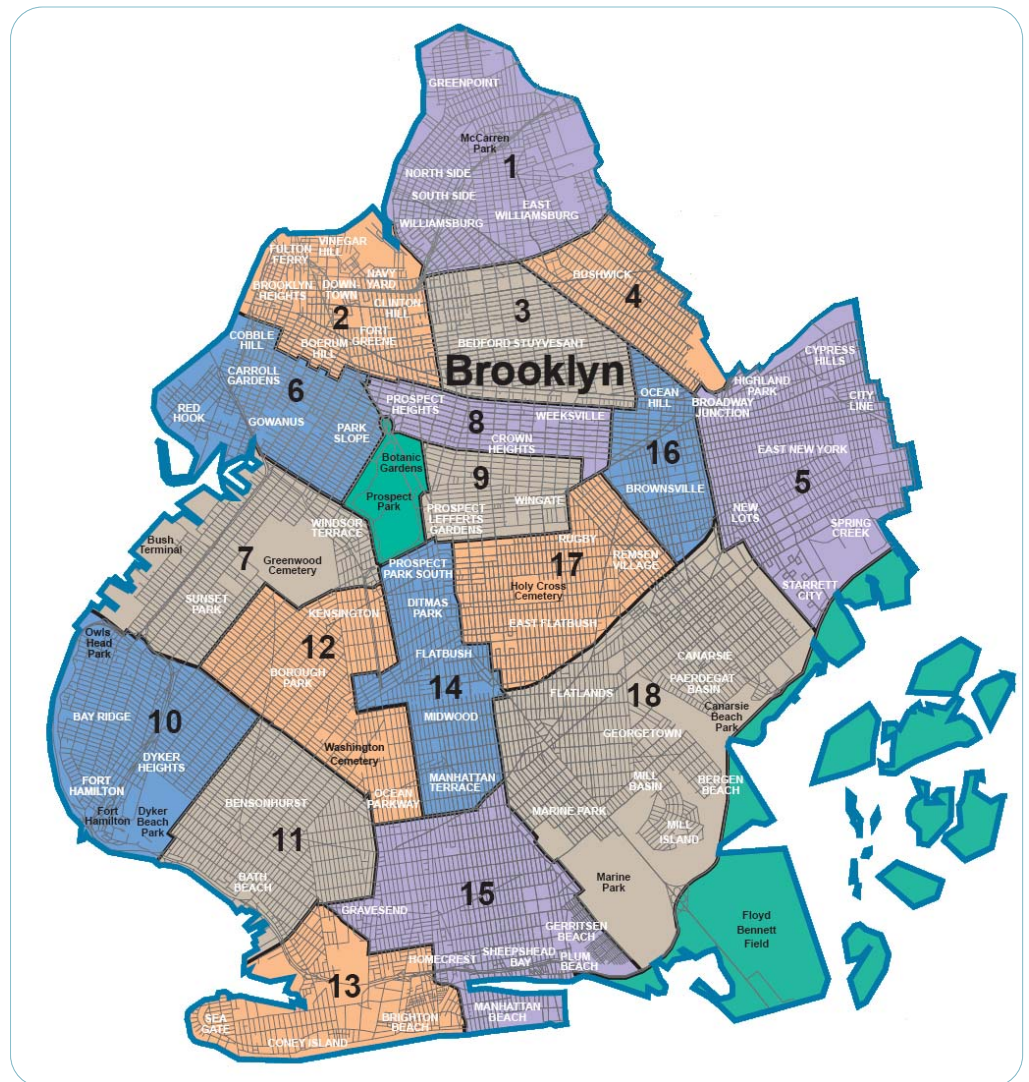 GREENPOINT
McCarren
Park
1
NORTH SIDE
SOUTH SIDE
EAST
WILLIAMSBURG
WILLIAMSBURG
VINEGAR
HILL
FULTON
FERRY
NAVY
YARD
BROOKLYN
HEIGHTS
DOWN-
TOWN
CLINTON
HILL
2
FORT
GREENE
BOERUM
HILL
BUSHWICK
4
3
BEDFORD STUYVESANT
Brooklyn
COBBLE
HILL
CARROLL
GARDENS
6
RED
HOOK
GOWANUS
PARK
SLOPE
PROSPECT
HEIGHTS
8
WEEKSVILLE
CROWN
HEIGHTS
OCEAN
HILL
BROADWAY
JUNCTION
HIGHLAND
PARK
CYPRESS
HILLS
CITY
LINE
EAST NEW YORK
5
NEW
LOTS
SPRING
CREEK
STARRETT
CITY
16
BROWNSVILLE
Botanic
Gardens
Prospect
Park
9
WINGATE
PROSPECT
LEFFERTS
GARDENS
WINDSOR
TERRACE
Bush
Terminal
7
Greenwood
Cemetery
SUNSET
PARK
RUGBY
REMSEN
VILLAGE
17
Holy Cross
Cemetery
EAST FLATBUSH
PROSPECT
PARK SOUTH
DITMAS
PARK
FLATBUSH
14
MIDWOOD
MANHATTAN
TERRACE
KENSINGTON
12
BOROUGH
PARK
Washington
Cemetery
OCEAN
PARKWAY
Owls
Head
Park
BAY RIDGE
10
DYKER
HEIGHTS
FORT
HAMILTON
Fort
Hamilton
Dyker
Beach
Park
BENSONHURST
11
BATH
BEACH
CANARSIE
PAERDEGAT
BASIN
FLATLANDS
18
Canarsie
Beach
Park
GEORGETOWN
MILL
BASIN
BERGEN
BEACH
MARINE PARK
MILL
ISLAND
Marine
Park
Floyd
Bennett
Field
15
GRAVESEND
GERRITSEN
BEACH
HOMECREST
SHEEPSHEAD
BAY
PLUM
BEACH
MANHATTAN
BEACH
13
SEA
GATE
BRIGHTON
BEACH
CONEY ISLAND